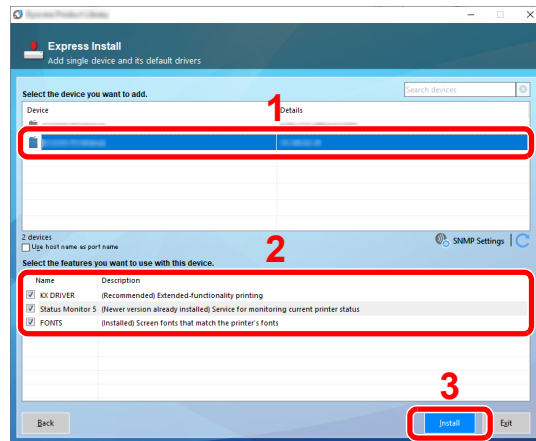 Express Install
Add single device and its default drivers
Select the device you want to add.
Search devices
1
Device Details
2 devices
SNMP Settings
Use host name as port name
2
Select the features you want to use with this device.
Name Description
KX DRIVER (Recommended) Extended-functionality printing
Status Monitor 5 (Newer version already installed) Service for monitoring current printer status
FONTS (Installed) Screen fonts that match the printer's fonts
3
Back Install Exit